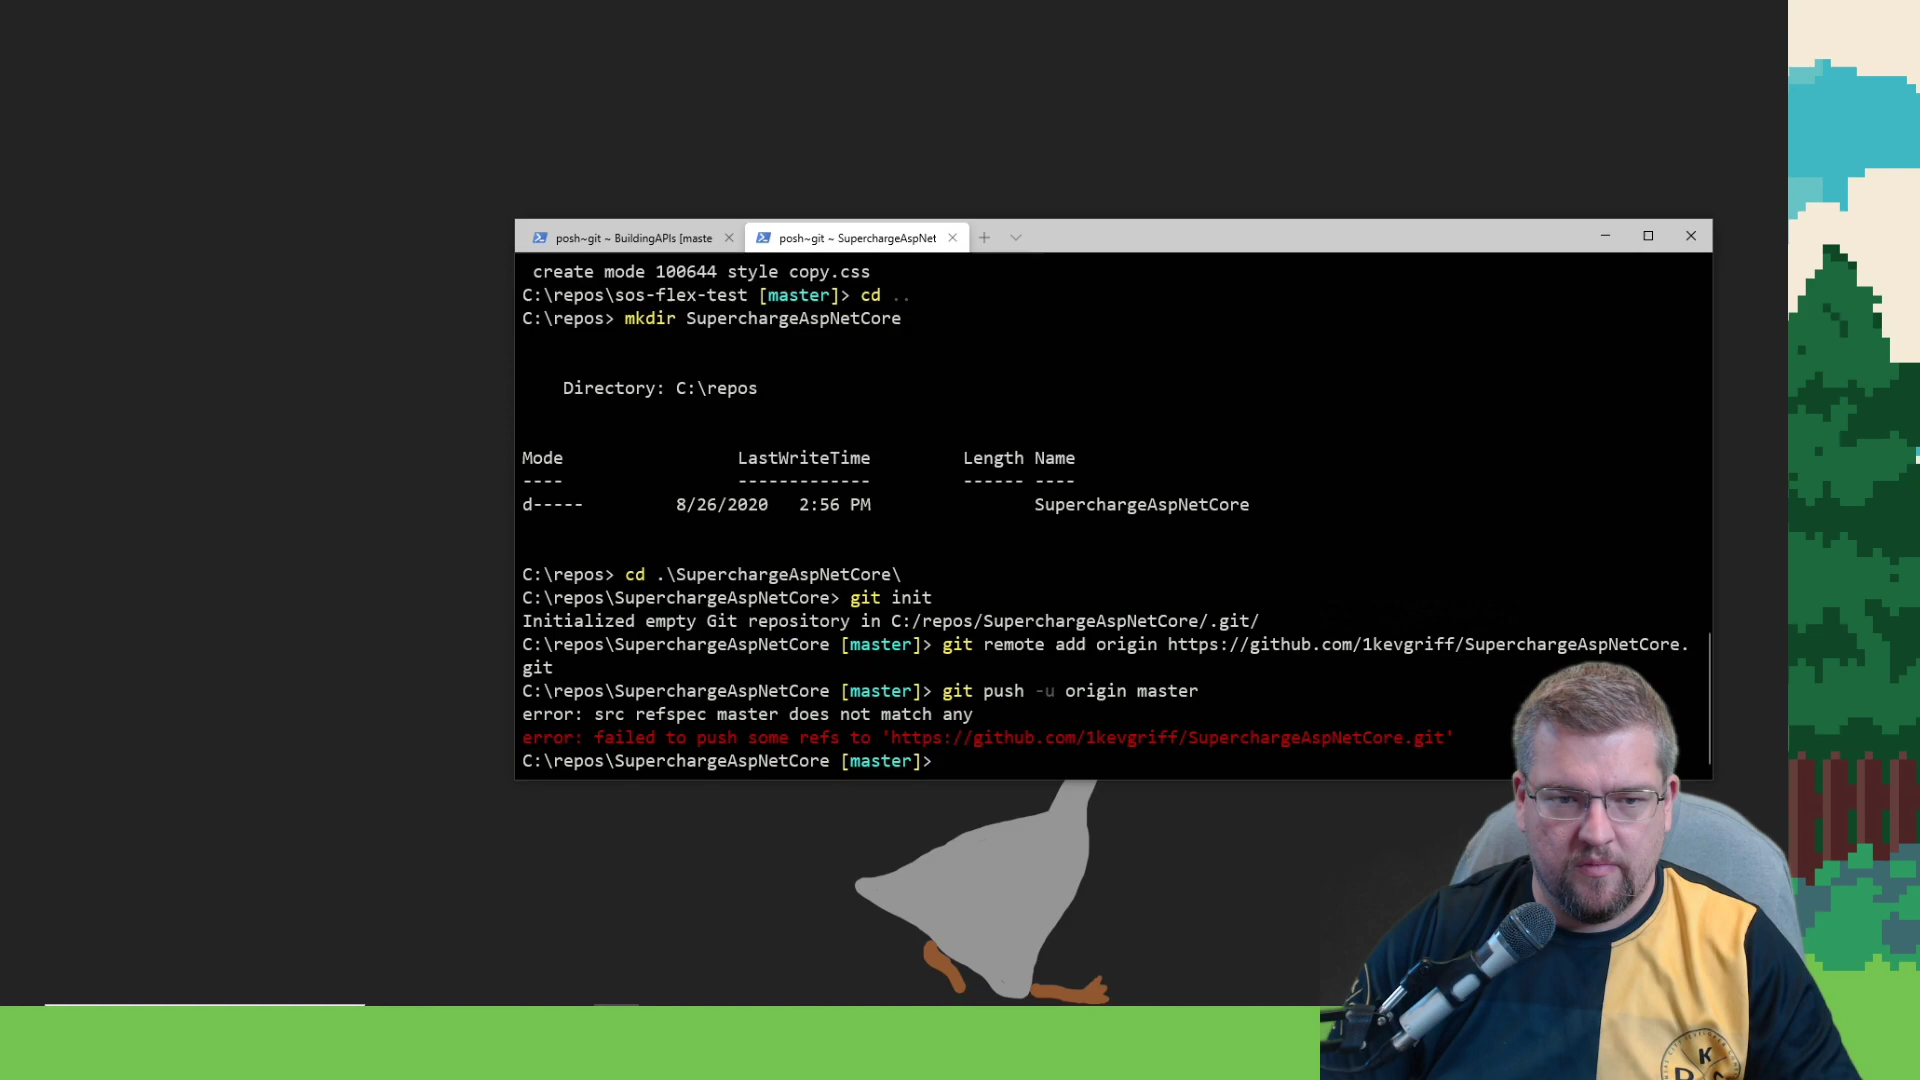 posh~git ~ BuildingAPIs [maste
posh~git ~ SuperchargeAspNet
create mode 100644 style copy.css
C:\repos\sos-flex-test [master]> cd ..
C:\repos> mkdir SuperchargeAspNetCore
Directory: C:\repos
Mode LastWriteTime Length Name
---- ------------- ------ ----
d----- 8/26/2020 2:56 PM SuperchargeAspNetCore
C:\repos> cd .\SuperchargeAspNetCore\
C:\repos\SuperchargeAspNetCore> git init
Initialized empty Git repository in C:/repos/SuperchargeAspNetCore/.git/
C:\repos\SuperchargeAspNetCore [master]> git remote add origin https://github.com/1kevgriff/SuperchargeAspNetCore.
git
C:\repos\SuperchargeAspNetCore [master]> git push -u origin master
error: src refspec master does not match any
error: failed to push some refs to 'https://github.com/1kevgriff/SuperchargeAspNetCore.git'
C:\repos\SuperchargeAspNetCore [master]>
K